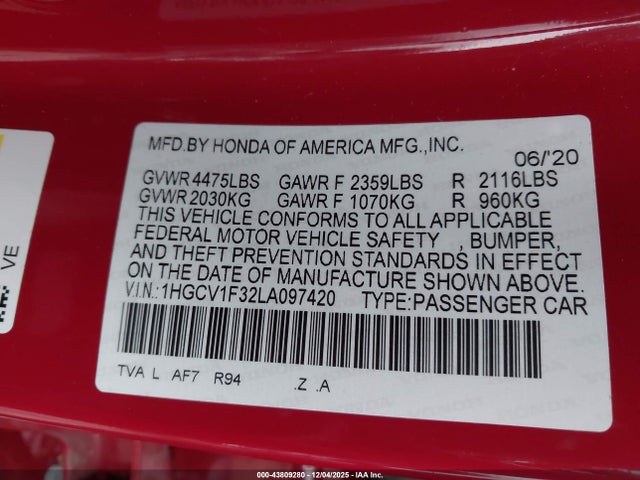 MFD.BY HONDA OF AMERICA MFG.,INC.
06/'20
GVWR 4475LBS GAWR F 2359LBS R 2116LBS
GVWR 2030KG GAWR F 1070KG R 960KG
THIS VEHICLE CONFORMS TO ALL APPLICABLE
FEDERAL MOTOR VEHICLE SAFETY , BUMPER,
AND THEFT PREVENTION STANDARDS IN EFFECT
ON THE DATE OF MANUFACTURE SHOWN ABOVE.
V.I.N.:1HGCV1F32LA097420 TYPE:PASSENGER CAR
TVA L AF7 R94 .Z .A
VE
000-43809280 - 12/04/2025 - IAA Inc.